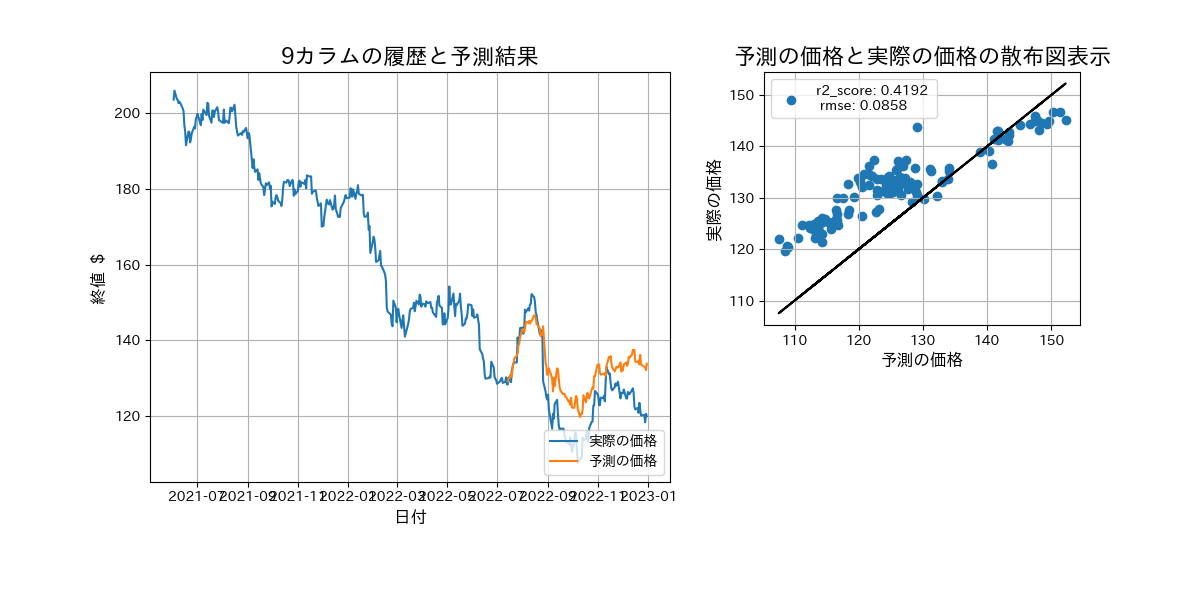 9カラムの履歴と予測結果
終値 $
200
180
160
140
120
2021-07
2021-09
2021-11
2022-01
2022-03
2022-05
2022-07
2022-09
2022-11
2023-01
日付
実際の価格
予測の価格
予測の価格と実際の価格の散布図表示
r2_score: 0.4192
rmse: 0.0858
実際の価格
150
140
130
120
110
110
120
130
140
150
予測の価格